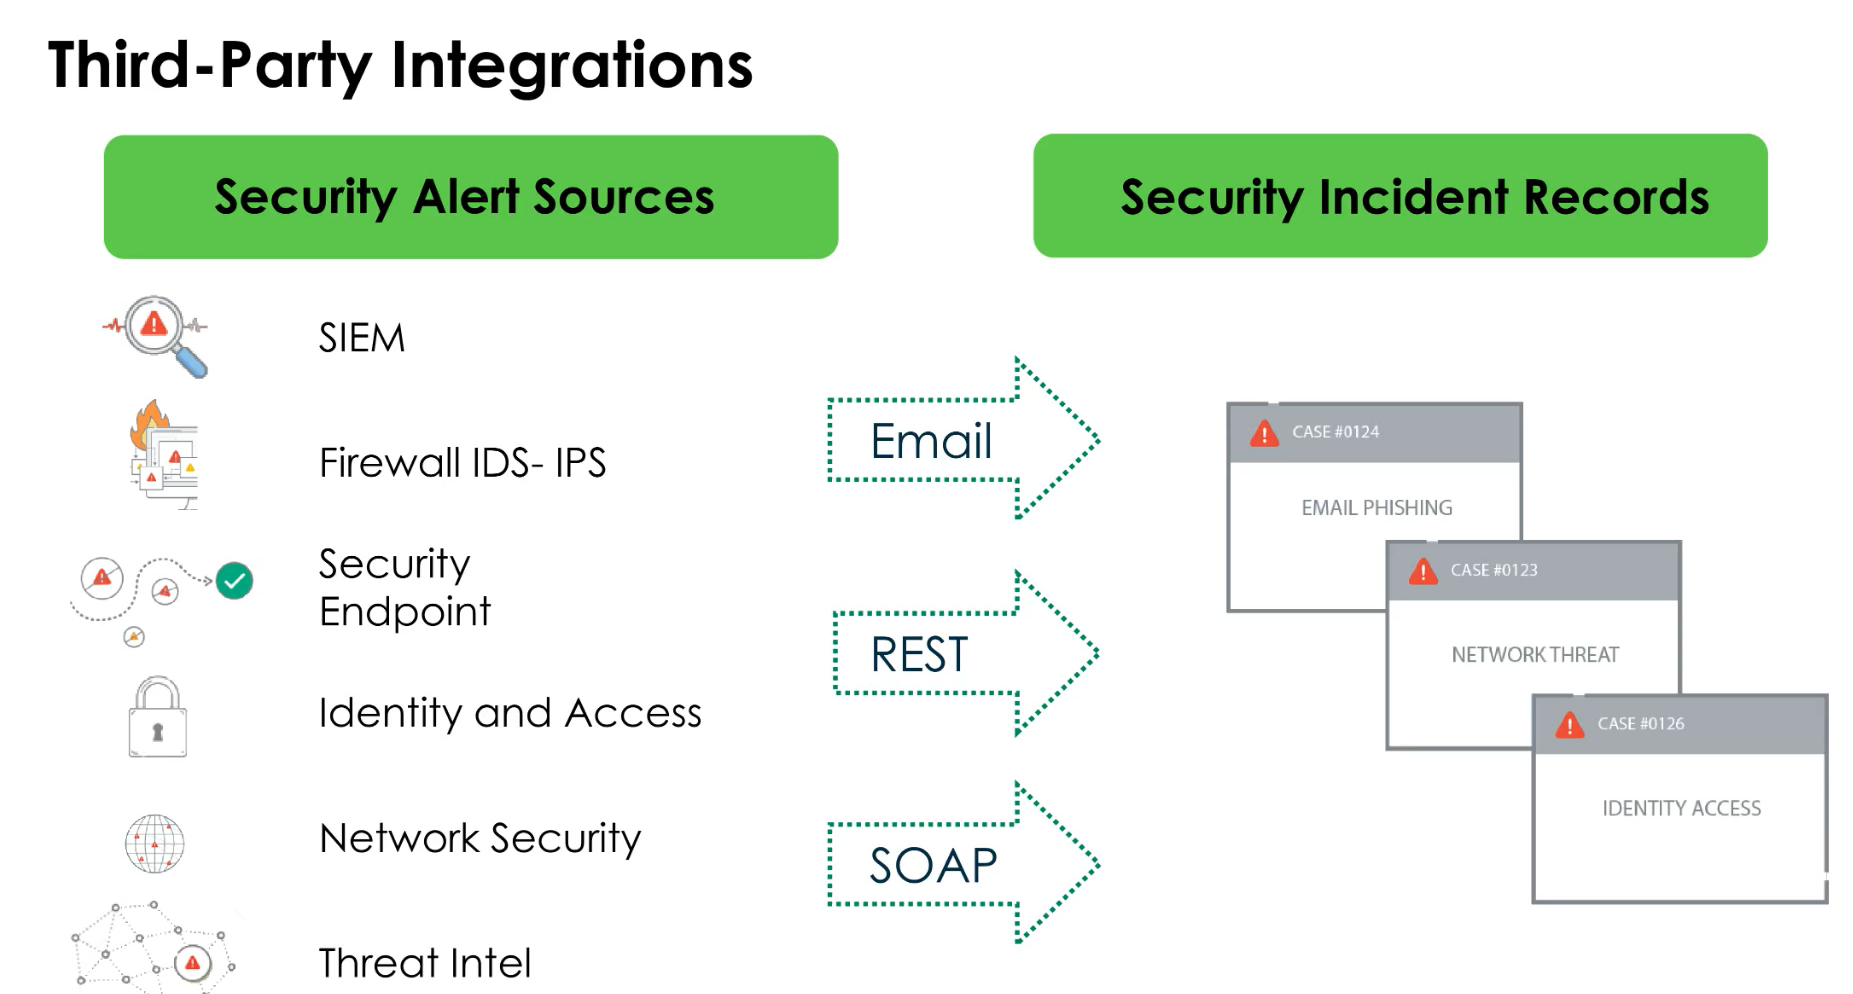 Third-Party Integrations
Security Alert Sources
Security Incident Records
SIEM
Firewall IDS- IPS
Security
Endpoint
Identity and Access
Network Security
Threat Intel
Email
REST
SOAP
CASE #0124
EMAIL PHISHING
CASE #0123
NETWORK THREAT
CASE #0126
IDENTITY ACCESS